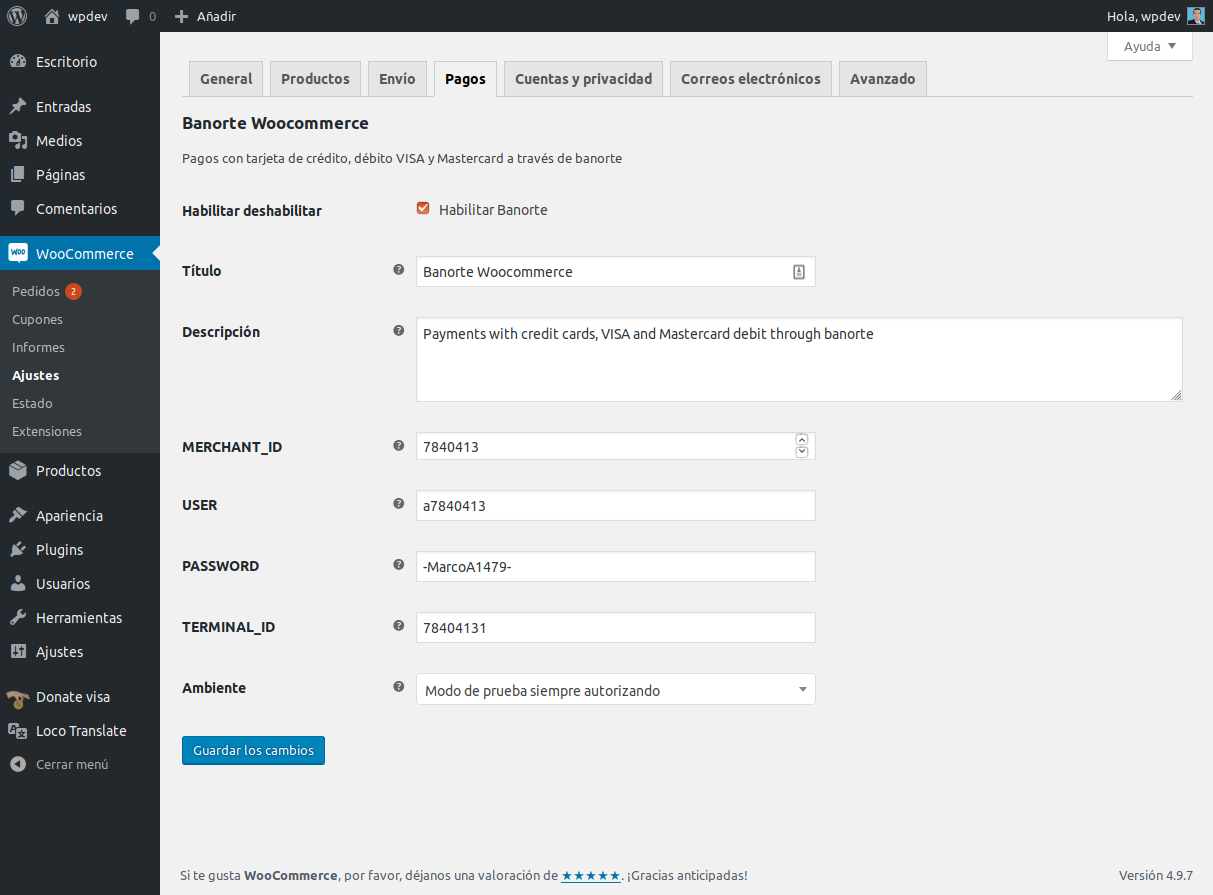 wpdev 0 Añadir Hola, wpdev
Ayuda
Escritorio
Entradas
Medios
Páginas
Comentarios
WooCommerce
Pedidos 2
Cupones
Informes
Ajustes
Estado
Extensiones
Productos
Apariencia
Plugins
Usuarios
Herramientas
Ajustes
Donate visa
Loco Translate
Cerrar menú
General Productos Envío Pagos Cuentas y privacidad Correos electrónicos Avanzado
Banorte Woocommerce
Pagos con tarjeta de crédito, débito VISA y Mastercard a través de banorte
Habilitar deshabilitar Habilitar Banorte
Título Banorte Woocommerce
Descripción Payments with credit cards, VISA and Mastercard debit through banorte
MERCHANT_ID 7840413
USER a7840413
PASSWORD -MarcoA1479-
TERMINAL_ID 78404131
Ambiente Modo de prueba siempre autorizando
Guardar los cambios
Si te gusta WooCommerce, por favor, déjanos una valoración de ★★★★★. ¡Gracias anticipadas! Versión 4.9.7